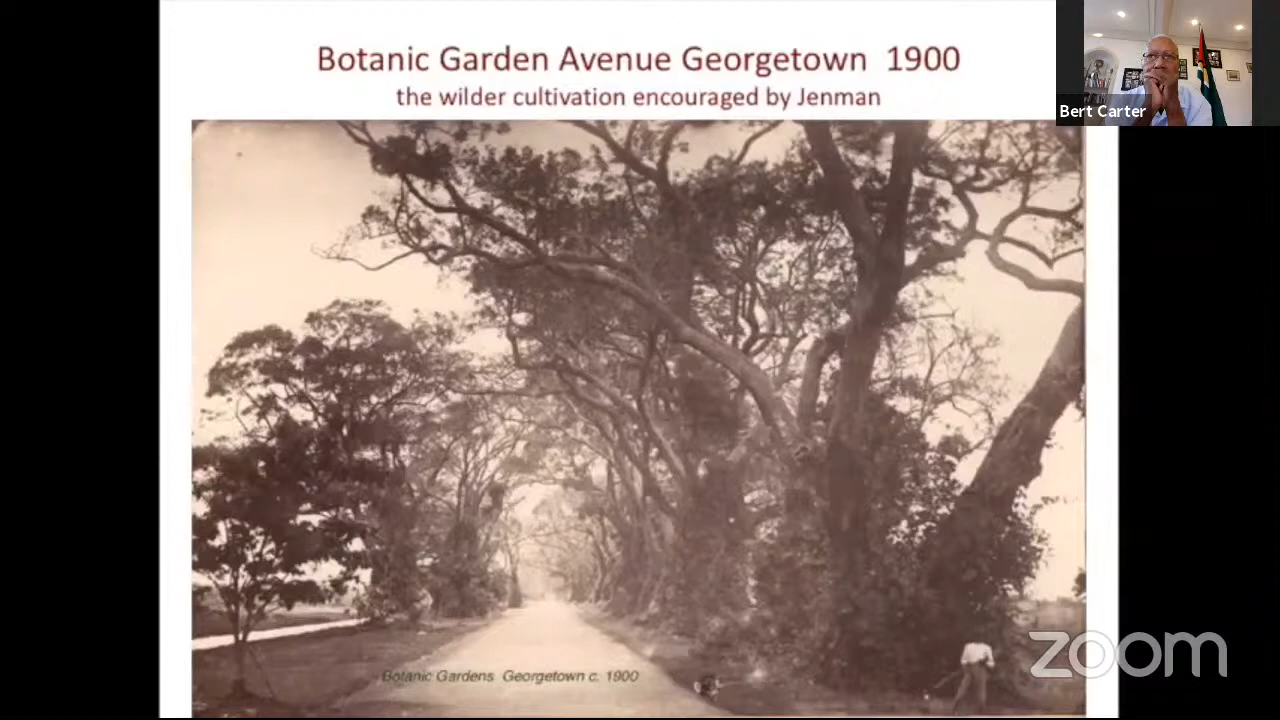 Botanic Garden Avenue Georgetown 1900
the wilder cultivation encouraged by Jenman
Bert Carter
Botanic Gardens Georgetown c. 1900
zoom